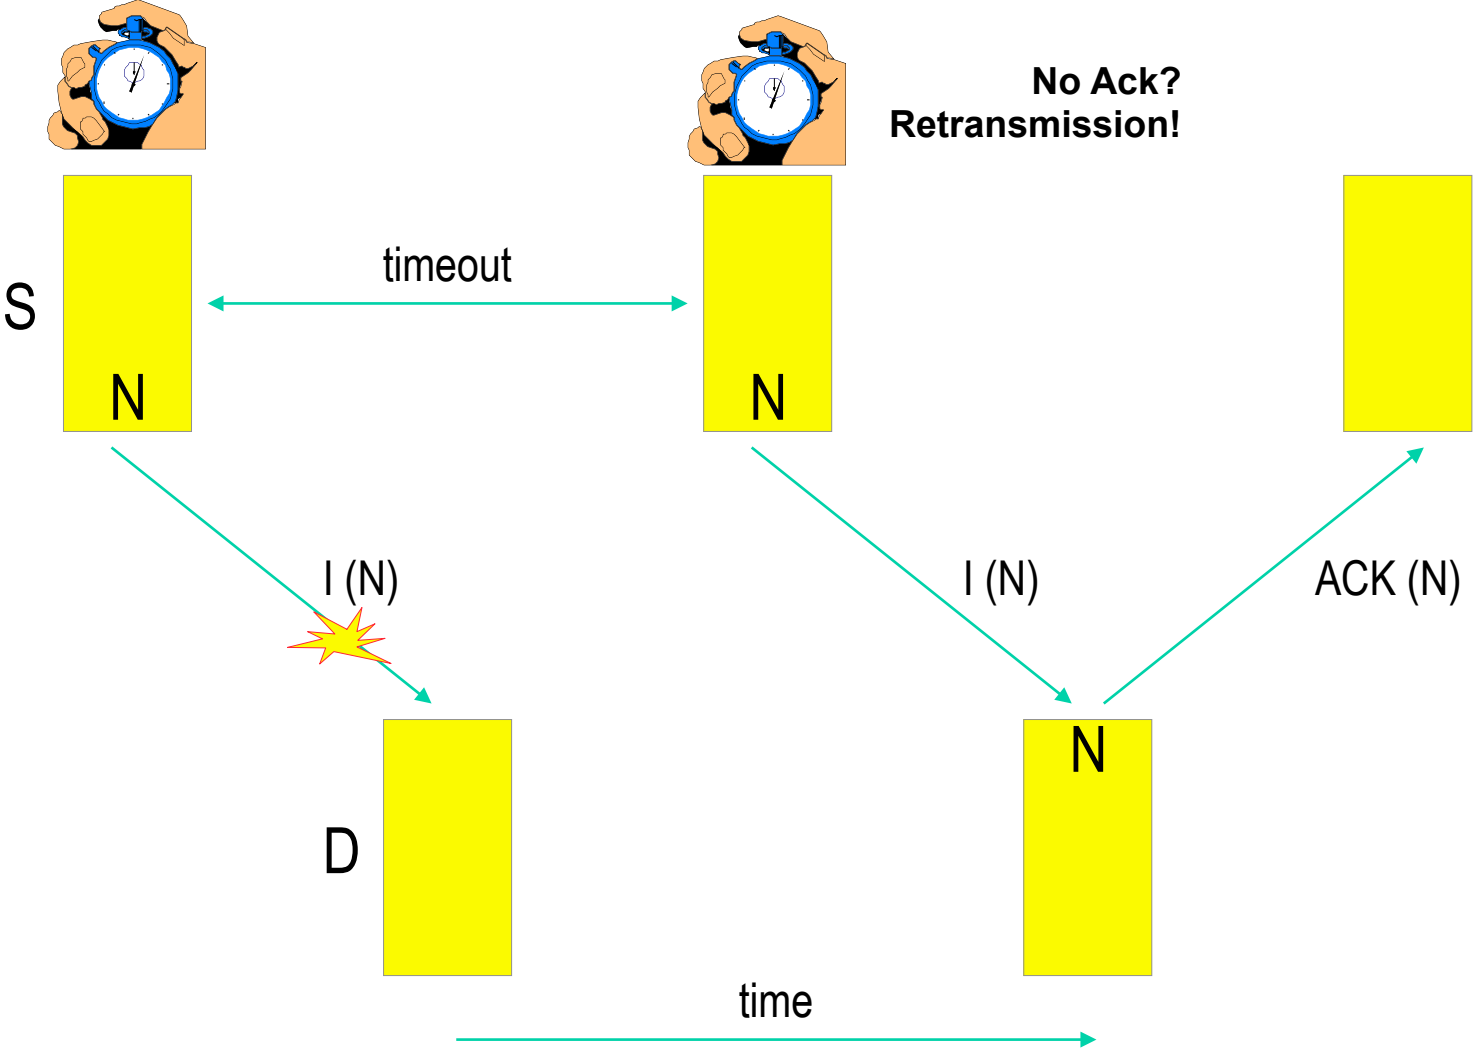 No Ack?
Retransmission!
timeout
S
N
N
I (N)
I (N)
ACK (N)
N
D
time